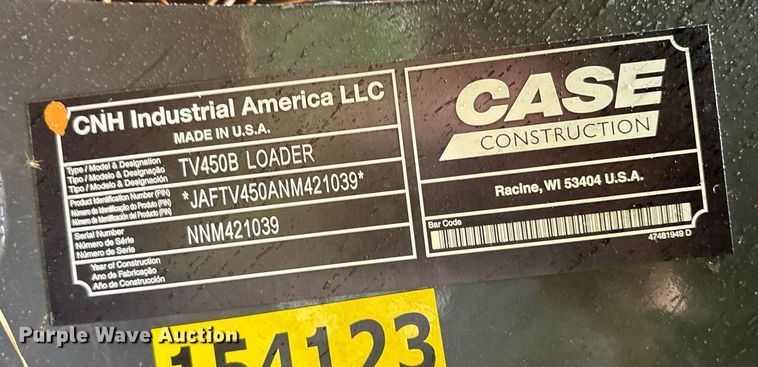 CNH Industrial America LLC
MADE IN U.S.A.
Type / Model & Designation
Tipo / Modelo & Designação
Tipo / Modelo & Designación
TV450B LOADER
Product Identification Number (PIN)
Número de Identificação do Produto (PIN)
Número de Identificación del Producto (PIN)
*JAFTV450ANM421039*
Serial Number
Número de Série
Número de Serie
NNM421039
Year of Construction
Ano de Fabricação
Año de Construcción
CASE
CONSTRUCTION
Racine, WI 53404 U.S.A.
Bar Code
47481949 D
154123
Purple Wave Auction